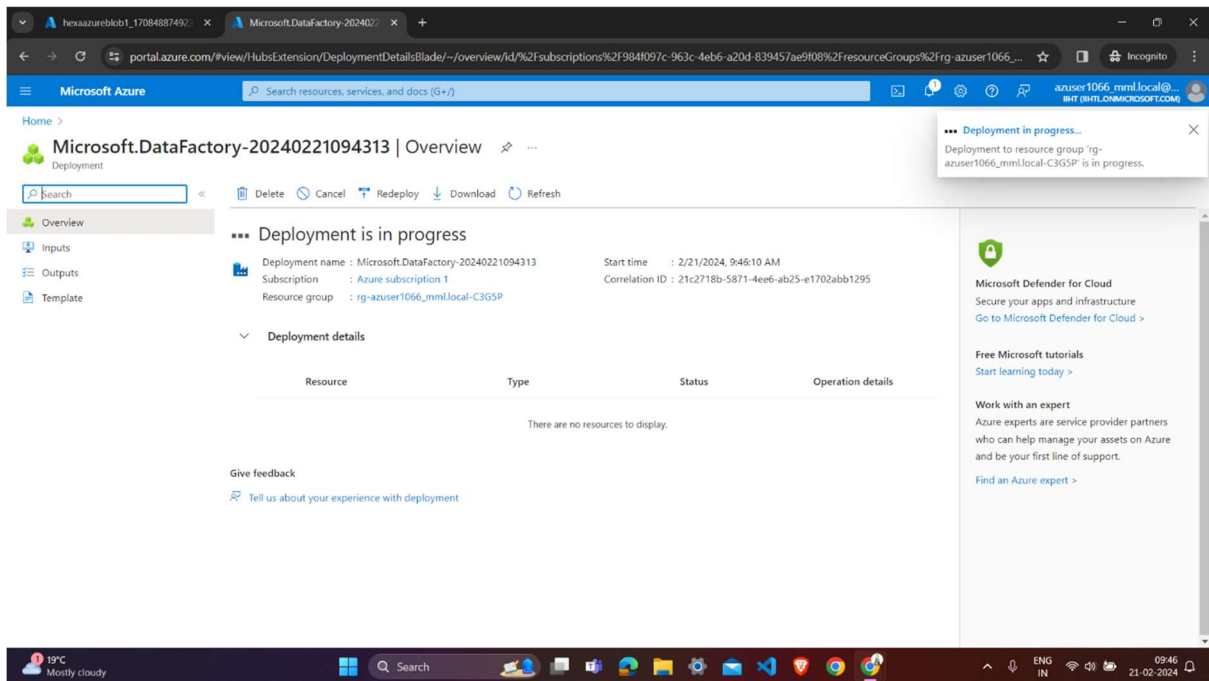 hexaazureblob1_1708488749
Microsoft.DataFactory-2024022
portal.azure.com/#view/HubsExtension/DeploymentDetailsBlade/~/overview/id/%2Fsubscriptions%2F984f097c-963c-4eb6-a20d-839457ae9f08%2FresourceGroups%2Frg-azuser1066_...
Incognito
Microsoft Azure
Search resources, services, and docs (G+/)
1
azuser1066_mml.local@...
IIHT (IIHTL.ONMICROSOFT.COM)
Home >
Microsoft.DataFactory-20240221094313 | Overview
Deployment
Deployment in progress...
Deployment to resource group 'rg-
azuser1066_mml.local-C3G5P' is in progress.
Search
Delete Cancel Redeploy Download Refresh
Overview
Inputs
Outputs
Template
Deployment is in progress
Deployment name : Microsoft.DataFactory-20240221094313
Subscription : Azure subscription 1
Resource group : rg-azuser1066_mml.local-C3G5P
Start time : 2/21/2024, 9:46:10 AM
Correlation ID : 21c2718b-5871-4ee6-ab25-e1702abb1295
Deployment details
Resource Type Status Operation details
There are no resources to display.
Give feedback
Tell us about your experience with deployment
Microsoft Defender for Cloud
Secure your apps and infrastructure
Go to Microsoft Defender for Cloud >
Free Microsoft tutorials
Start learning today >
Work with an expert
Azure experts are service provider partners
who can help manage your assets on Azure
and be your first line of support.
Find an Azure expert >
1
19°C
Mostly cloudy
Search
ENG
IN
09:46
21-02-2024